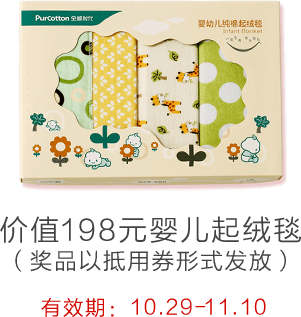 PurCotton 全棉时代
婴幼儿纯棉起绒毯
Infant Blanket
价值198元婴儿起绒毯
（奖品以抵用券形式发放）
有效期：10.29-11.10